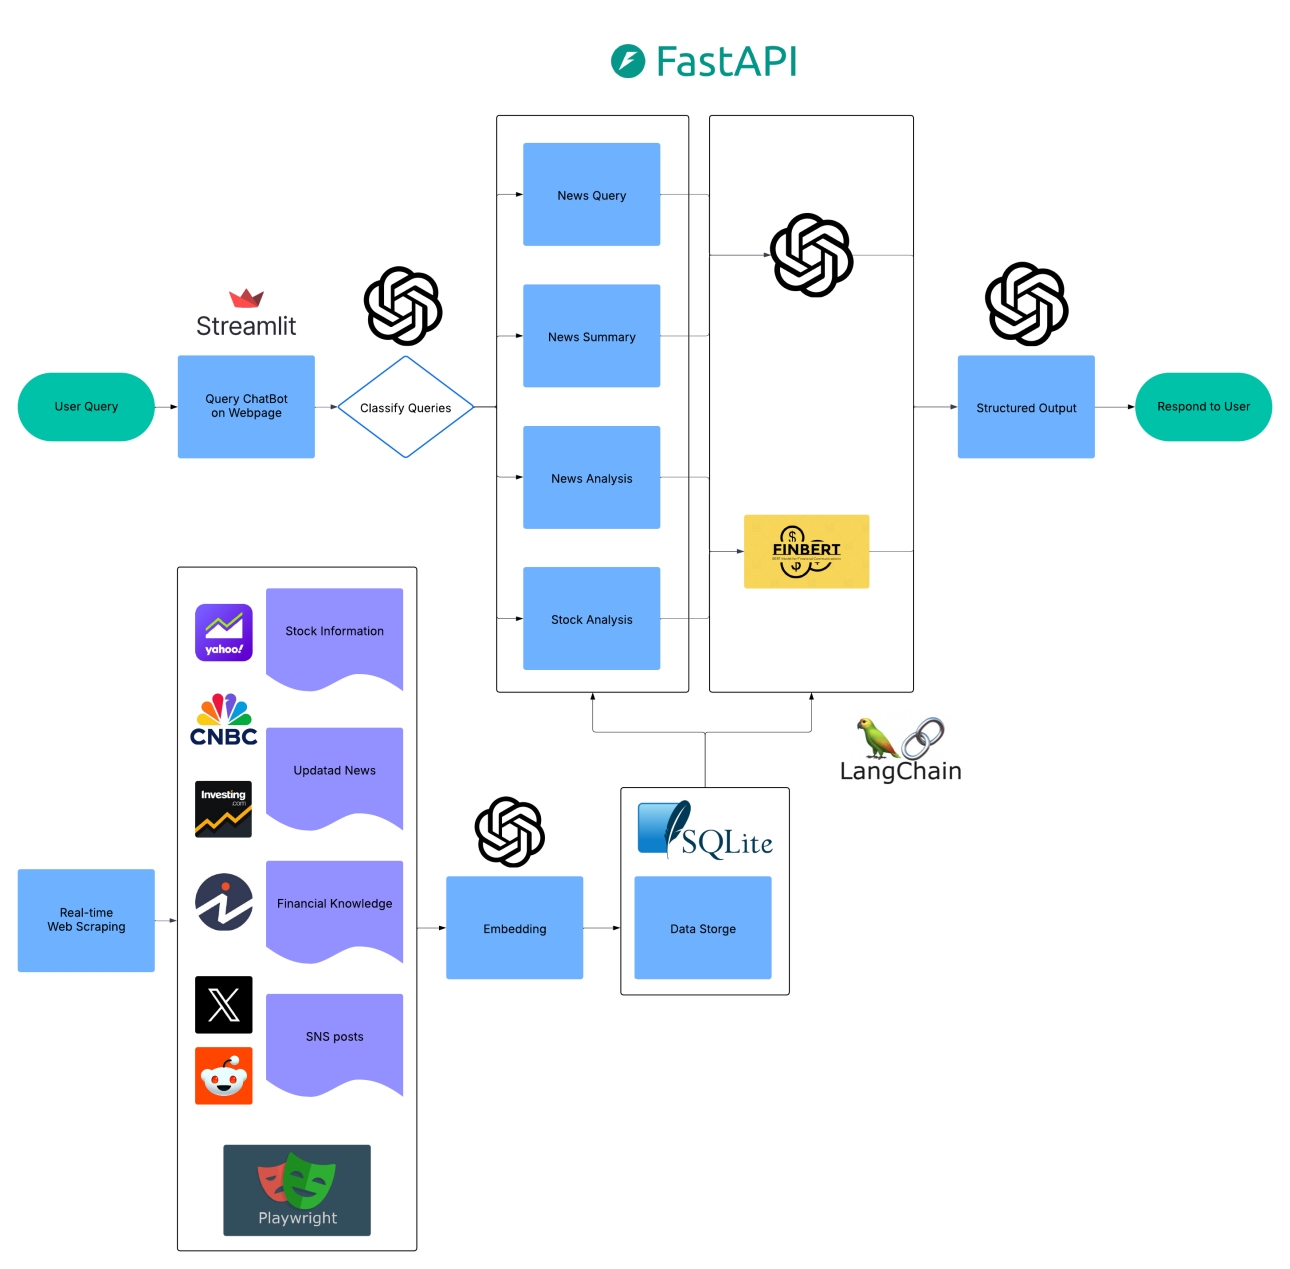 FastAPI
News Query
News Summary
Streamlit
User Query
Query ChatBot
on Webpage
Classify Queries
Structured Output
Respond to User
News Analysis
$
FINBERT
$
Stock Analysis
yahoo!
Stock Information
CNBC
Updatad News
Investing
.com
LangChain
SQLite
Financial Knowledge
Real-time
Web Scraping
Embedding
Data Storge
X
SNS posts
Playwright